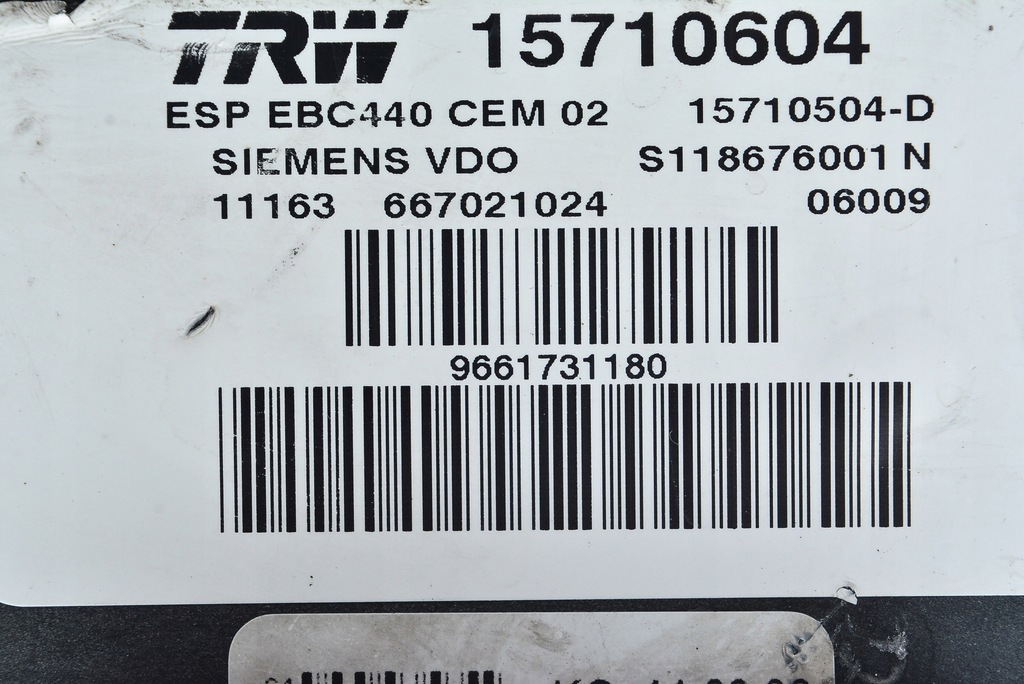 TRW 15710604
ESP EBC440 CEM 02 15710504-D
SIEMENS VDO S118676001 N
11163 667021024 06009
9661731180